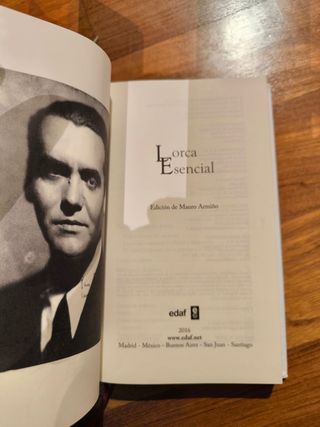 Lorca
Esencial
Edición de Mauro Armiño
edaf
2016
www.edaf.net
Madrid - México - Buenos Aires - San Juan - Santiago